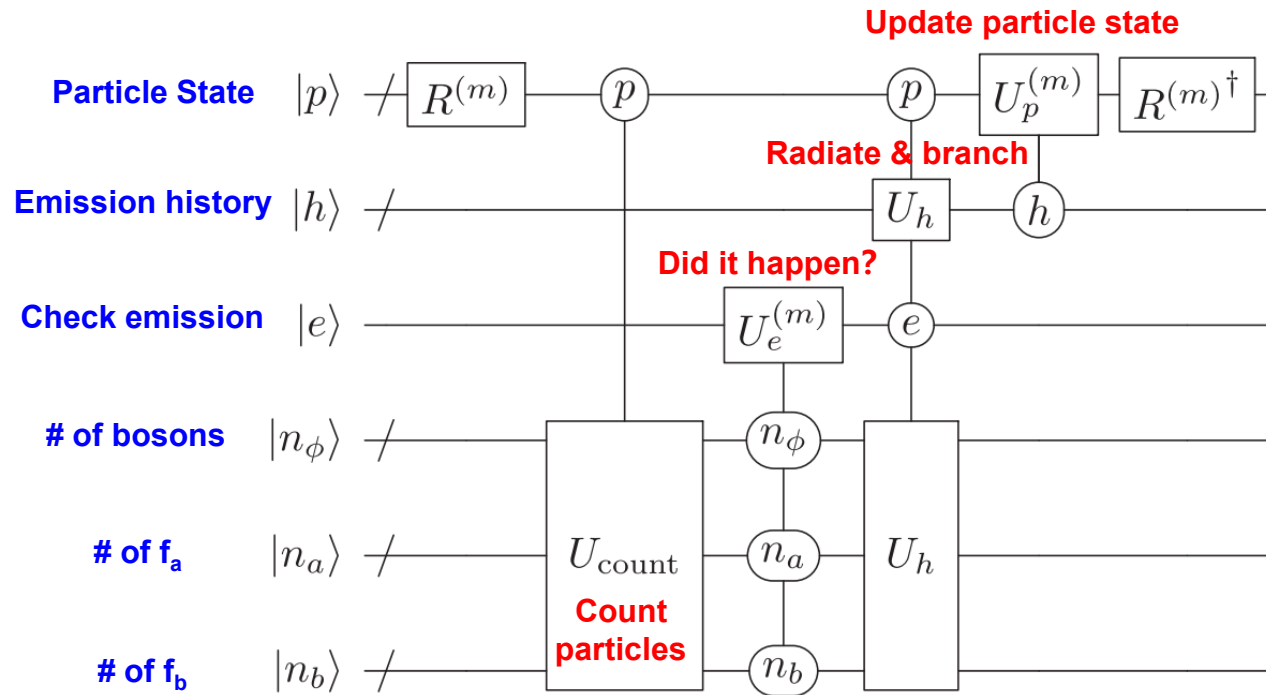 Update particle state
Particle State |p⟩ R^(m) p p U_p^(m) R^(m)†
Radiate & branch
Emission history |h⟩ U_h h
Did it happen?
Check emission |e⟩ U_e^(m) e
# of bosons |n_ϕ⟩ n_ϕ
# of f_a |n_a⟩ U_count n_a U_h
Count
particles
# of f_b |n_b⟩ n_b